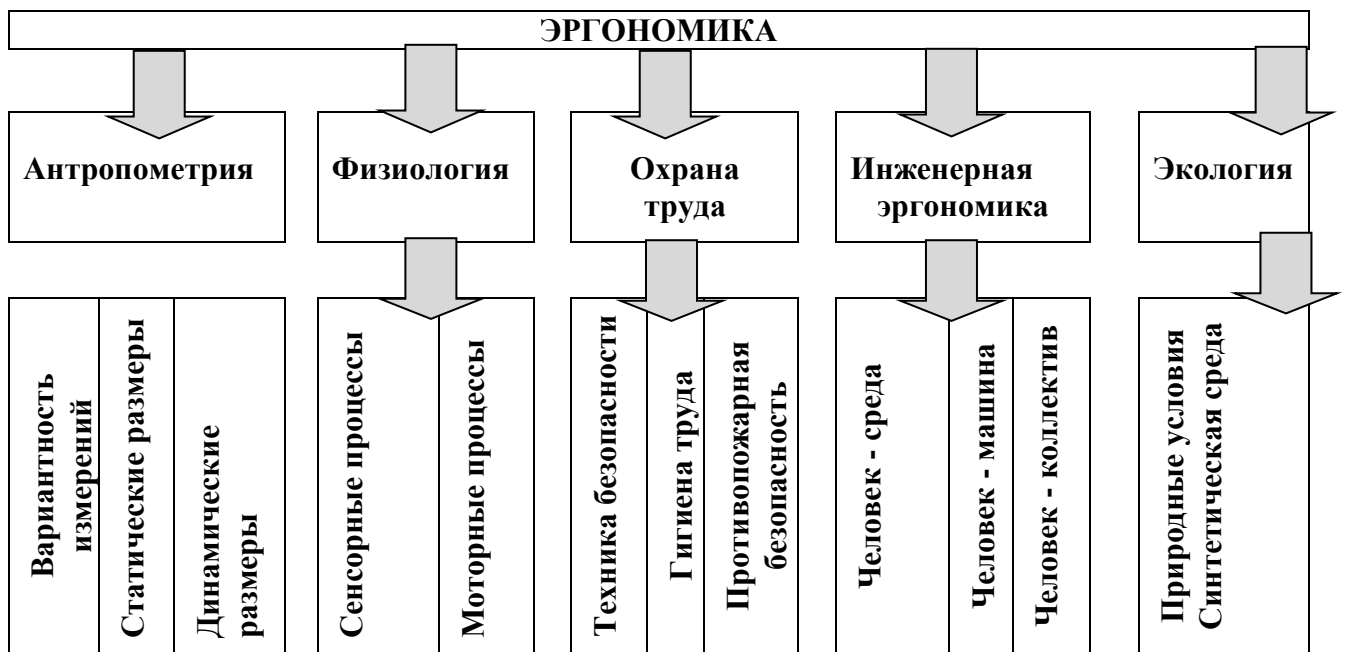 ЭРГОНОМИКА
Антропометрия
Физиология
Охрана
труда
Инженерная
эргономика
Экология
Вариантность
измерений
Статические размеры
Динамические
размеры
Сенсорные процессы
Моторные процессы
Техника безопасности
Гигиена труда
Противопожарная
безопасность
Человек - среда
Человек - машина
Человек - коллектив
Природные условия
Синтетическая среда